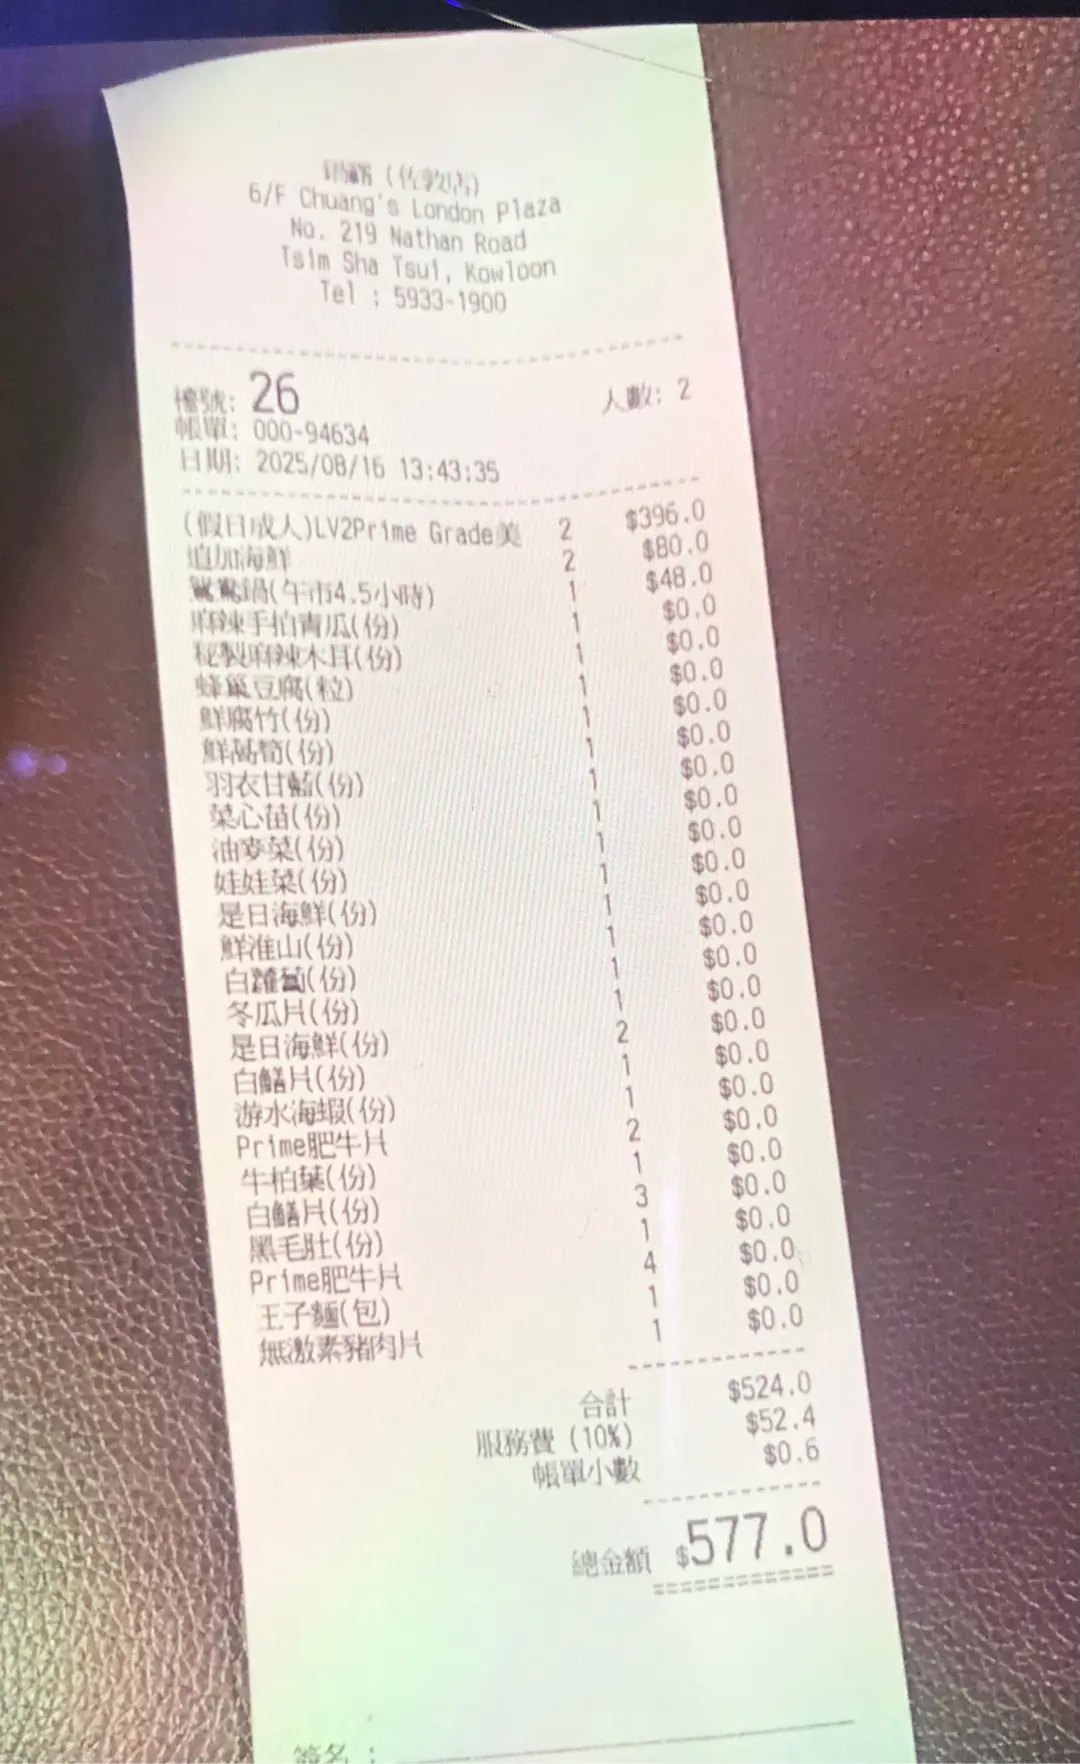 (佐敦店)
6/F Chuang's London Plaza
No. 219 Nathan Road
Tsim Sha Tsui, Kowloon
Tel : 5933-1900
檯號: 26 人數: 2
帳單: 000-94634
日期: 2025/08/16 13:43:35
(假日成人)LV2Prime Grade美 2 $396.0
追加海鮮 2 $80.0
鴛鴦鍋(午市4.5小時) 1 $48.0
麻辣手拍青瓜(份) 1 $0.0
秘製麻辣木耳(份) 1 $0.0
蜂巢豆腐(粒) 1 $0.0
鮮腐竹(份) 1 $0.0
鮮萵筍(份) 1 $0.0
羽衣甘藍(份) 1 $0.0
菜心苗(份) 1 $0.0
油麥菜(份) 1 $0.0
娃娃菜(份) 1 $0.0
是日海鮮(份) 1 $0.0
鮮淮山(份) 1 $0.0
白蘿蔔(份) 1 $0.0
冬瓜片(份) 1 $0.0
是日海鮮(份) 2 $0.0
白鱔片(份) 1 $0.0
游水海蝦(份) 1 $0.0
Prime肥牛片 2 $0.0
牛柏葉(份) 1 $0.0
白鱔片(份) 3 $0.0
黑毛肚(份) 1 $0.0
Prime肥牛片 4 $0.0
王子麵(包) 1 $0.0
無激素豬肉片 1 $0.0
合計 $524.0
服務費 (10%) $52.4
帳單小數 $0.6
總金額 $577.0
簽名 :